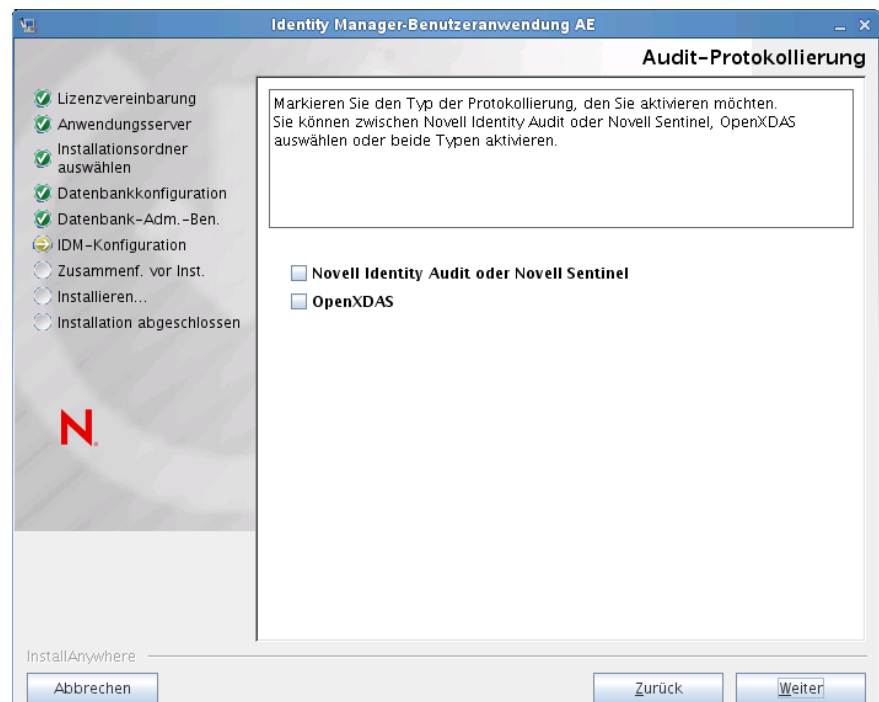 Identity Manager-Benutzeranwendung AE
Audit-Protokollierung
Lizenzvereinbarung
Anwendungsserver
Installationsordner
auswählen
Datenbankkonfiguration
Datenbank-Adm.-Ben.
IDM-Konfiguration
Zusammenf. vor Inst.
Installieren...
Installation abgeschlossen
N.
Markieren Sie den Typ der Protokollierung, den Sie aktivieren möchten.
Sie können zwischen Novell Identity Audit oder Novell Sentinel, OpenXDAS
auswählen oder beide Typen aktivieren.
Novell Identity Audit oder Novell Sentinel
OpenXDAS
InstallAnywhere
Abbrechen
Zurück
Weiter